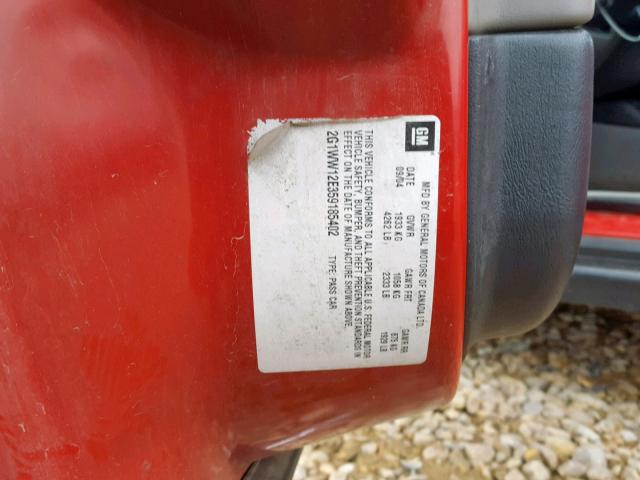 GM
MFD BY GENERAL MOTORS OF CANADA LTD.
DATE GVWR GAWR FRT GAWR RR
09/04 1933 KG 1058 KG 875 KG
4262 LB 2333 LB 1929 LB
THIS VEHICLE CONFORMS TO ALL APPLICABLE U.S. FEDERAL MOTOR
VEHICLE SAFETY, BUMPER, AND THEFT PREVENTION STANDARDS IN
EFFECT ON THE DATE OF MANUFACTURE SHOWN ABOVE.
2G1WW12E359185402 TYPE: PASS CAR